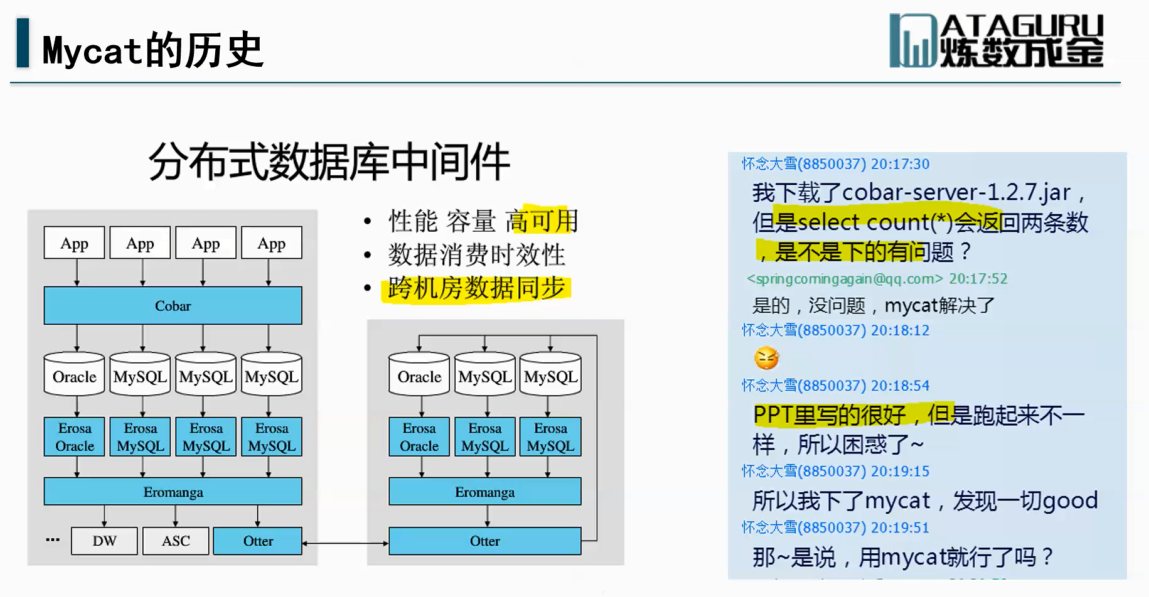 Mycat的历史
ATAGURU
炼数成金
分布式数据库中间件
• 性能 容量 高可用
• 数据消费时效性
• 跨机房数据同步
App App App App
Cobar
Oracle MySQL MySQL MySQL
Erosa Oracle Erosa MySQL Erosa MySQL Erosa MySQL
Eromanga
... DW ASC Otter
Oracle MySQL MySQL
Erosa Oracle Erosa MySQL Erosa MySQL
Eromanga
Otter
怀念大雪(8850037) 20:17:30
我下载了cobar-server-1.2.7.jar，
但是select count(*)会返回两条数
，是不是下的有问题？
<springcomingagain@qq.com> 20:17:52
是的，没问题，mycat解决了
怀念大雪(8850037) 20:18:12
怀念大雪(8850037) 20:18:54
PPT里写的很好，但是跑起来不一
样，所以困惑了~
怀念大雪(8850037) 20:19:15
所以我下了mycat，发现一切good
怀念大雪(8850037) 20:19:51
那~是说，用mycat就行了吗？